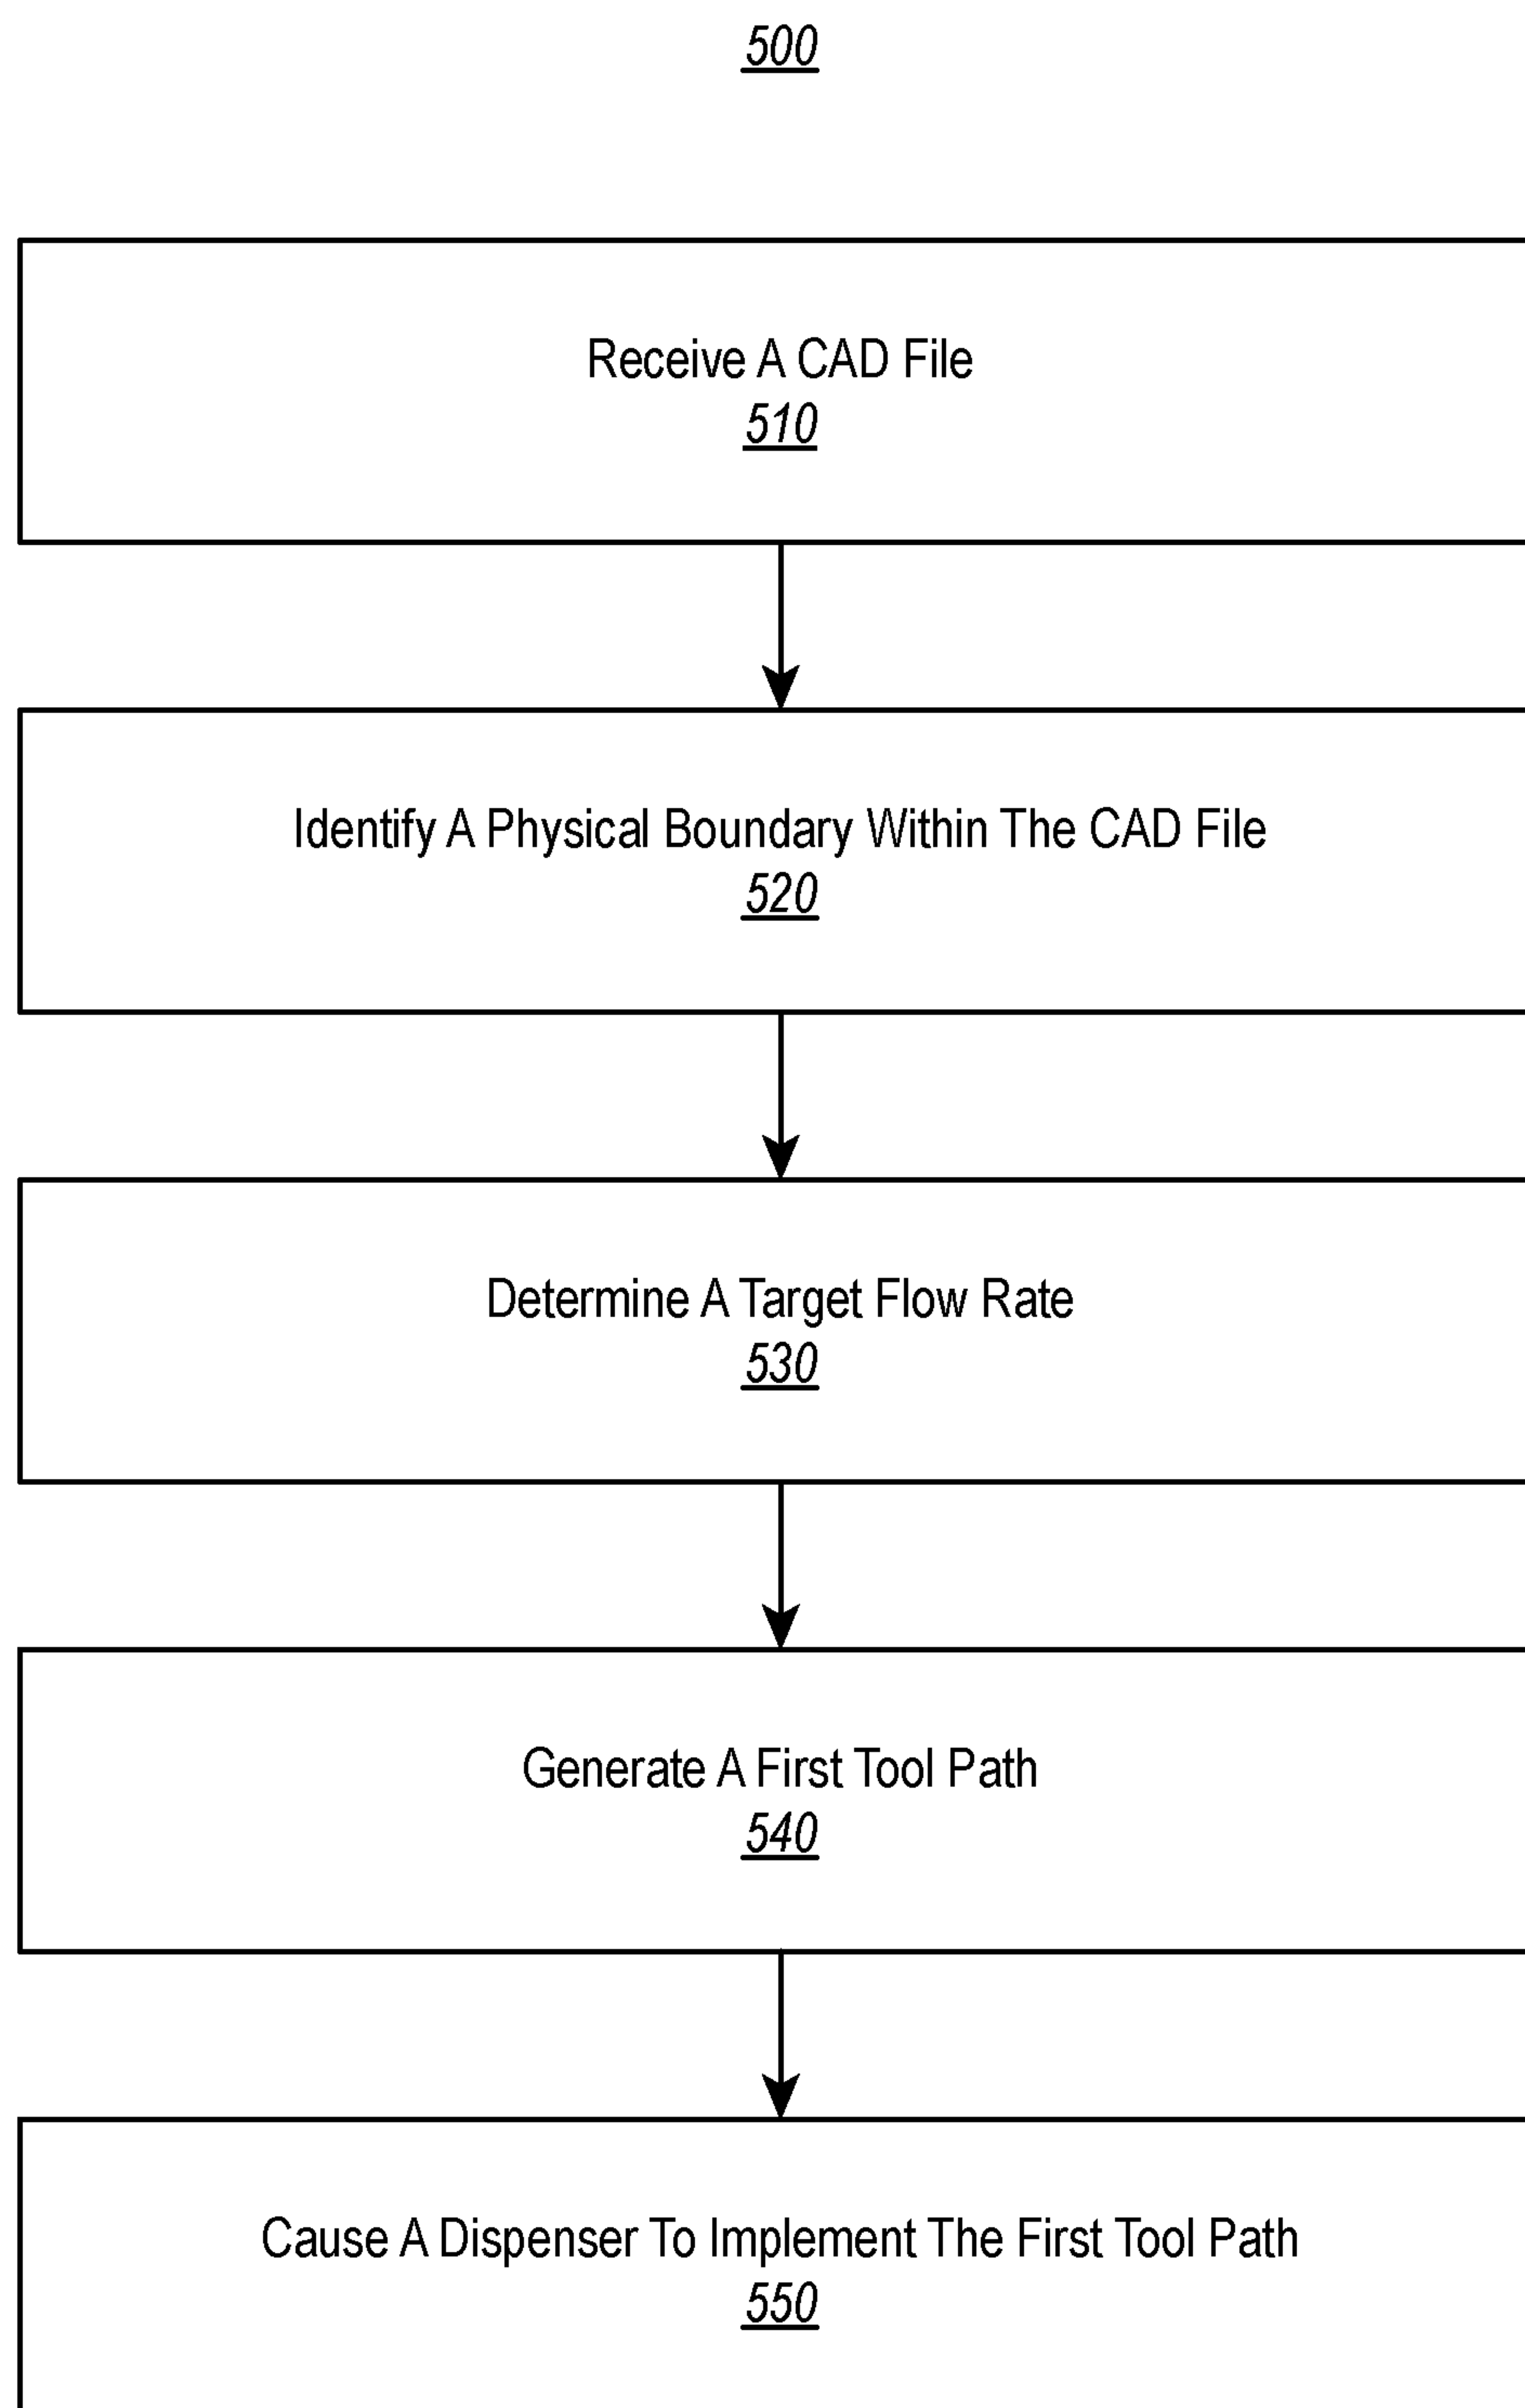 500
Receive A CAD File
510
Identify A Physical Boundary Within The CAD File
520
Determine A Target Flow Rate
530
Generate A First Tool Path
540
Cause A Dispenser To Implement The First Tool Path
550